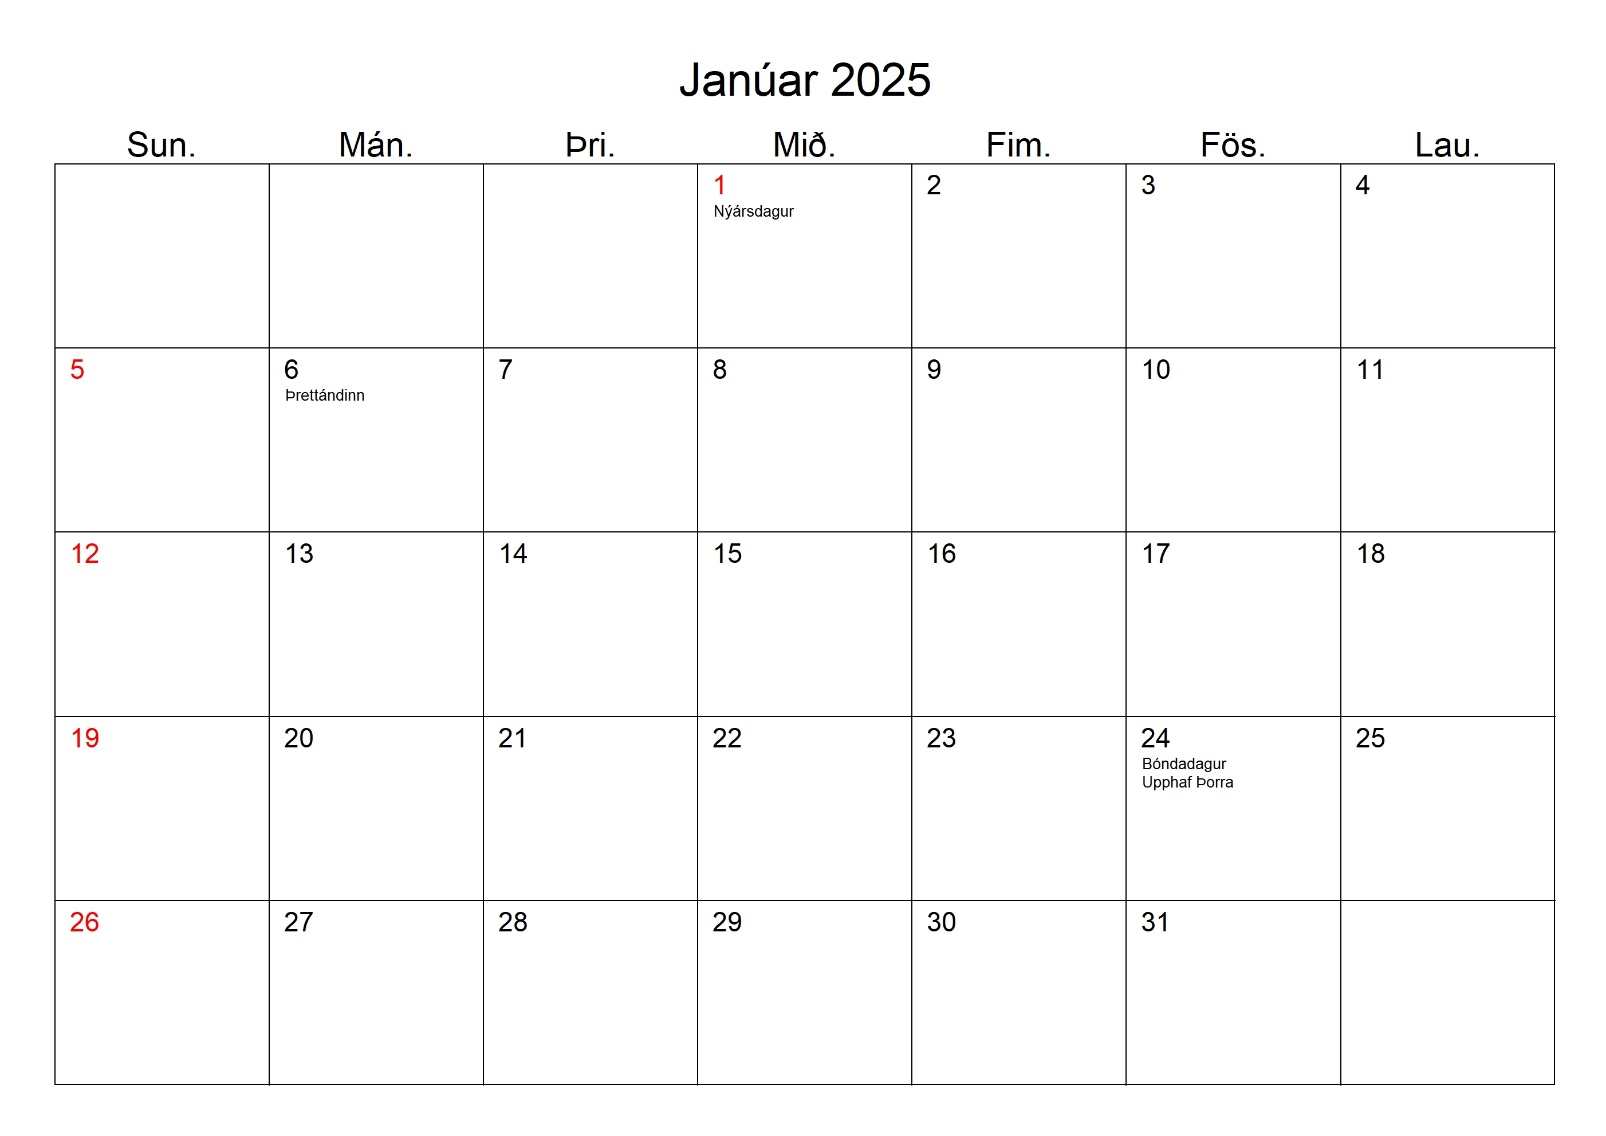 Janúar 2025
Sun. Mán. Þri. Mið. Fim. Fös. Lau.
1 2 3 4
Nýársdagur
5 6 7 8 9 10 11
Þrettándinn
12 13 14 15 16 17 18
19 20 21 22 23 24 25
Bóndadagur
Upphaf Þorra
26 27 28 29 30 31